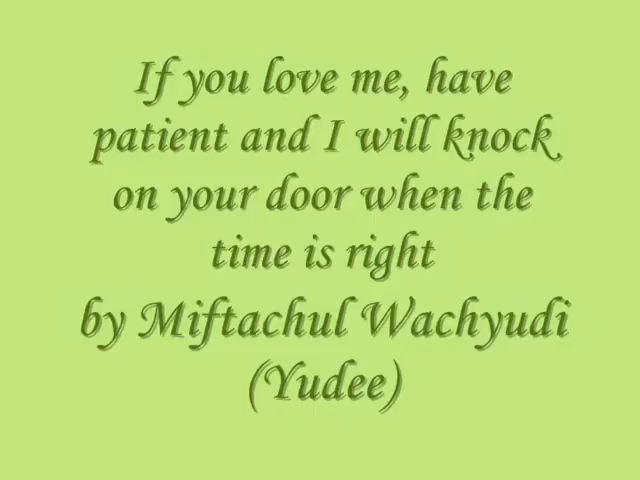 If you love me, have
patient and I will knock
on your door when the
time is right
by Miftachul Wachyudi
(Yudee)